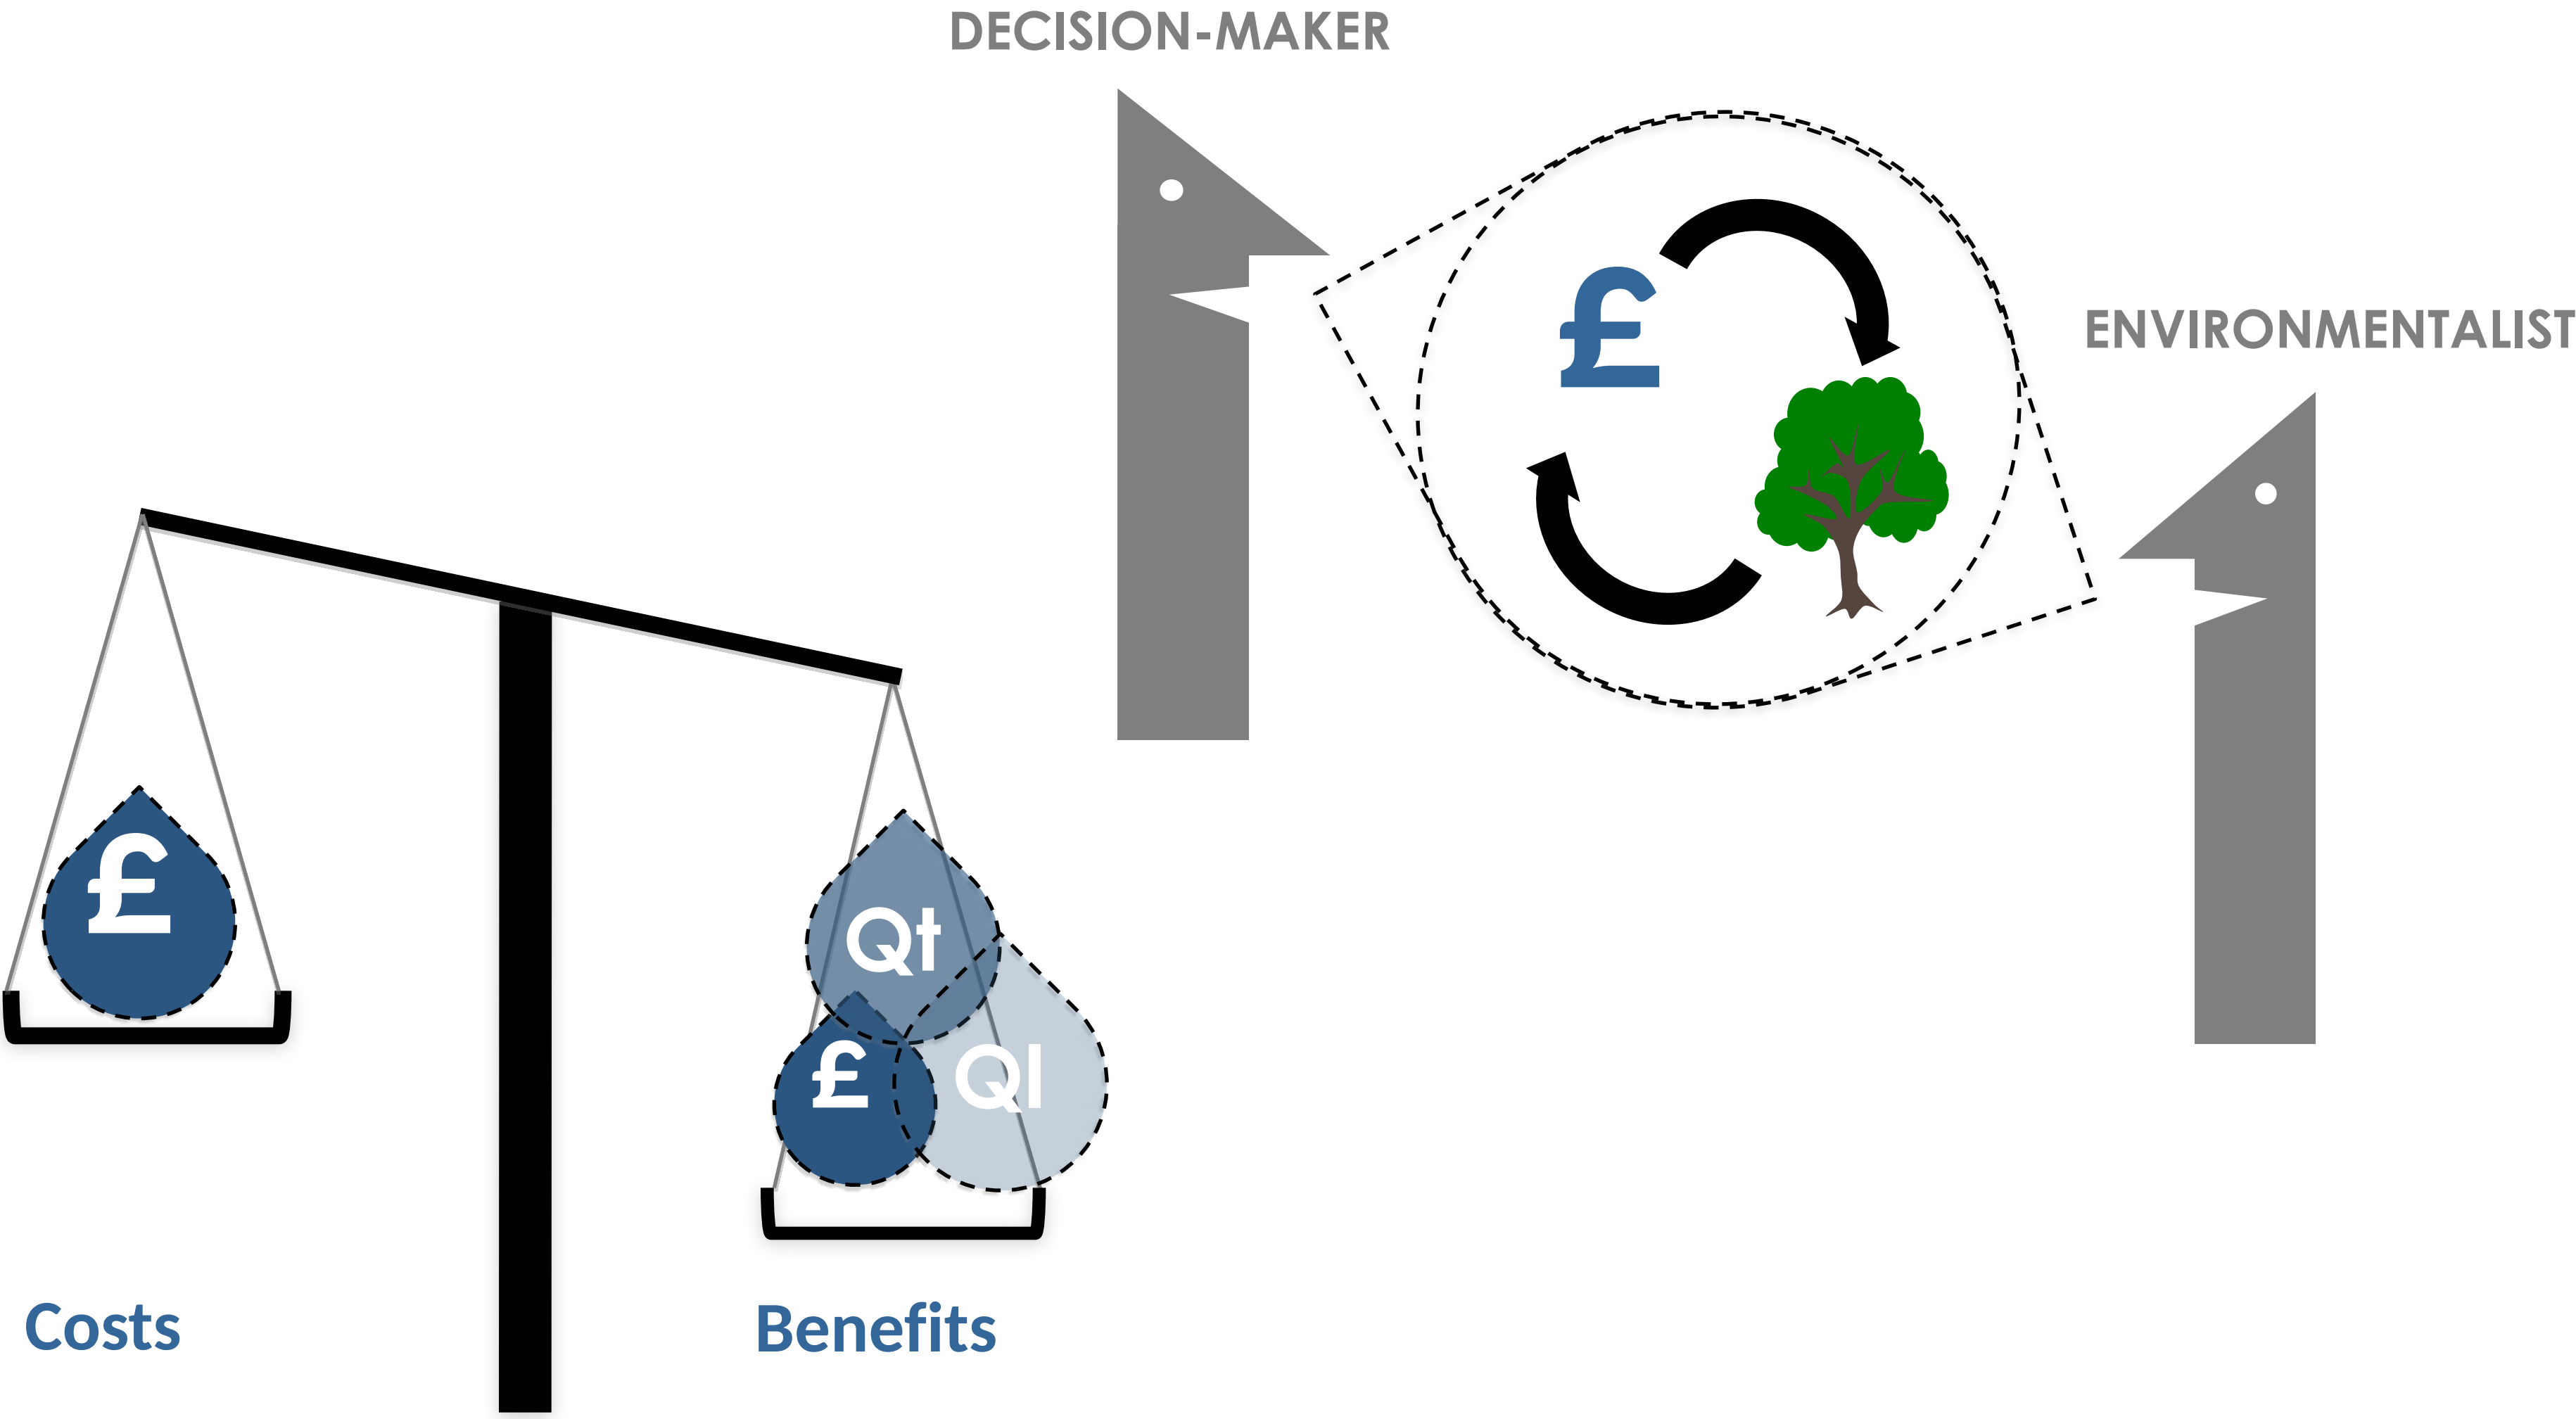 DECISION-MAKER
£
ENVIRONMENTALIST
£
Qt
£
Ql
Costs
Benefits